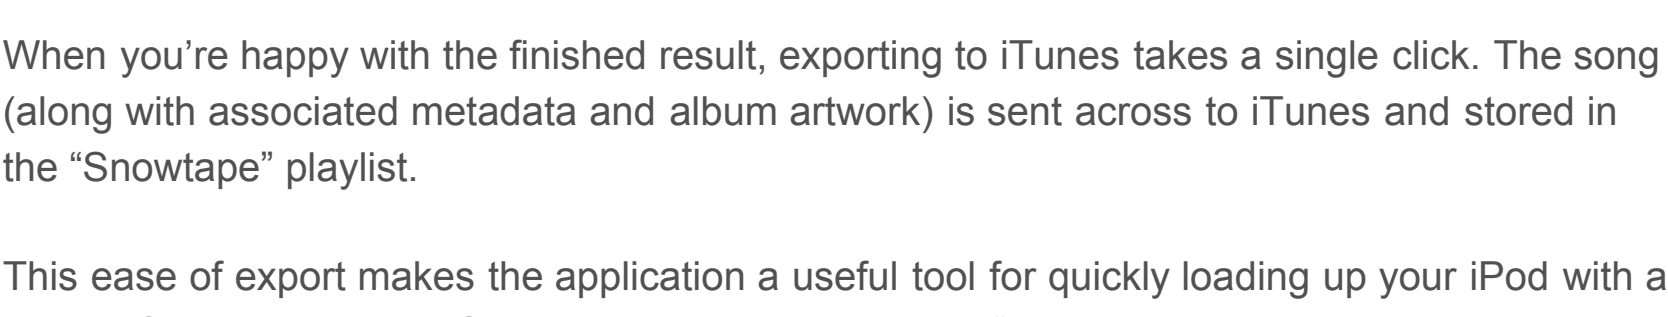 When you’re happy with the finished result, exporting to iTunes takes a single click. The song
(along with associated metadata and album artwork) is sent across to iTunes and stored in
the “Snowtape” playlist.
This ease of export makes the application a useful tool for quickly loading up your iPod with a